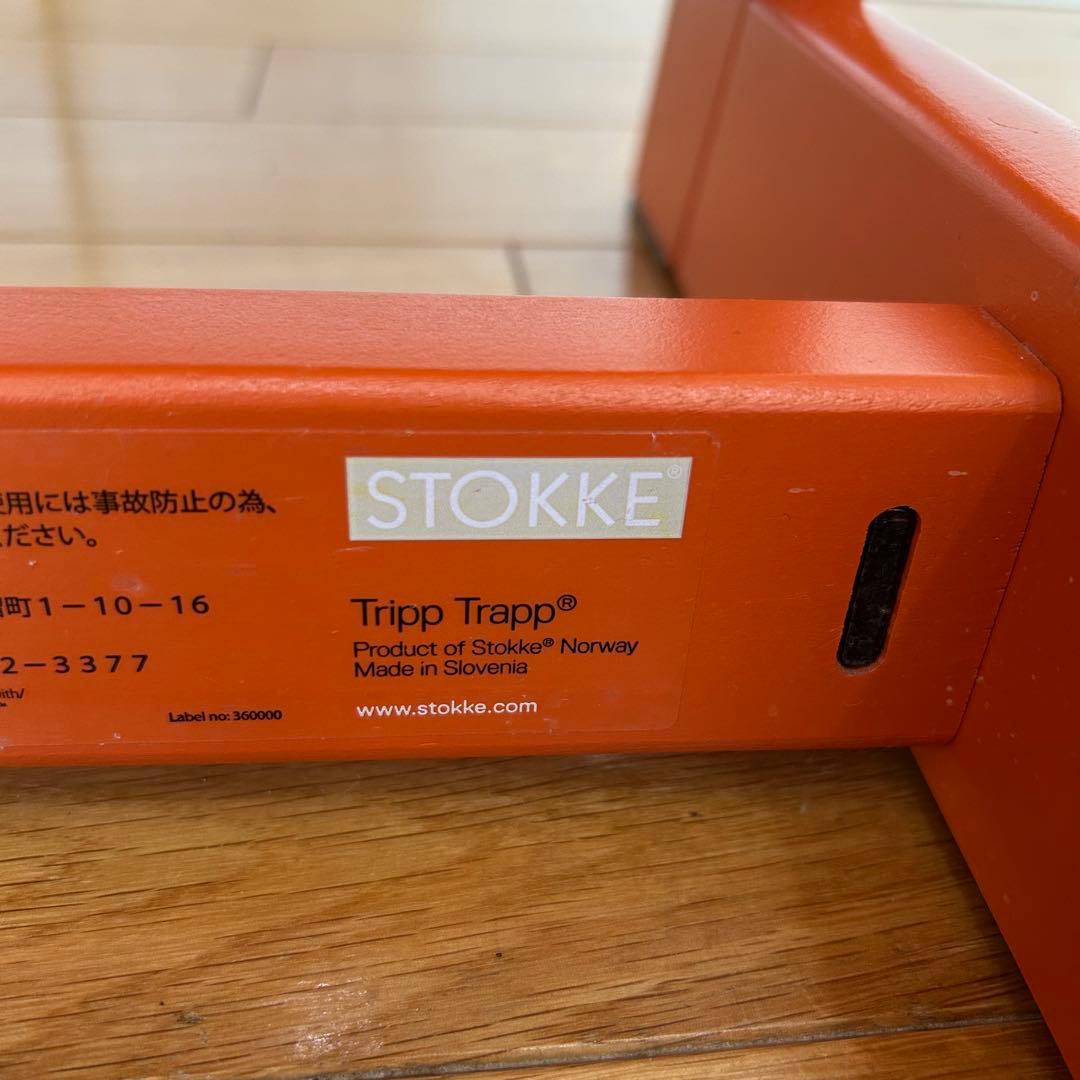 使用には事故防止の為、
ください。
町1－10－16
2－3377
with/
Label no: 360000
STOKKE®
Tripp Trapp®
Product of Stokke® Norway
Made in Slovenia
www.stokke.com